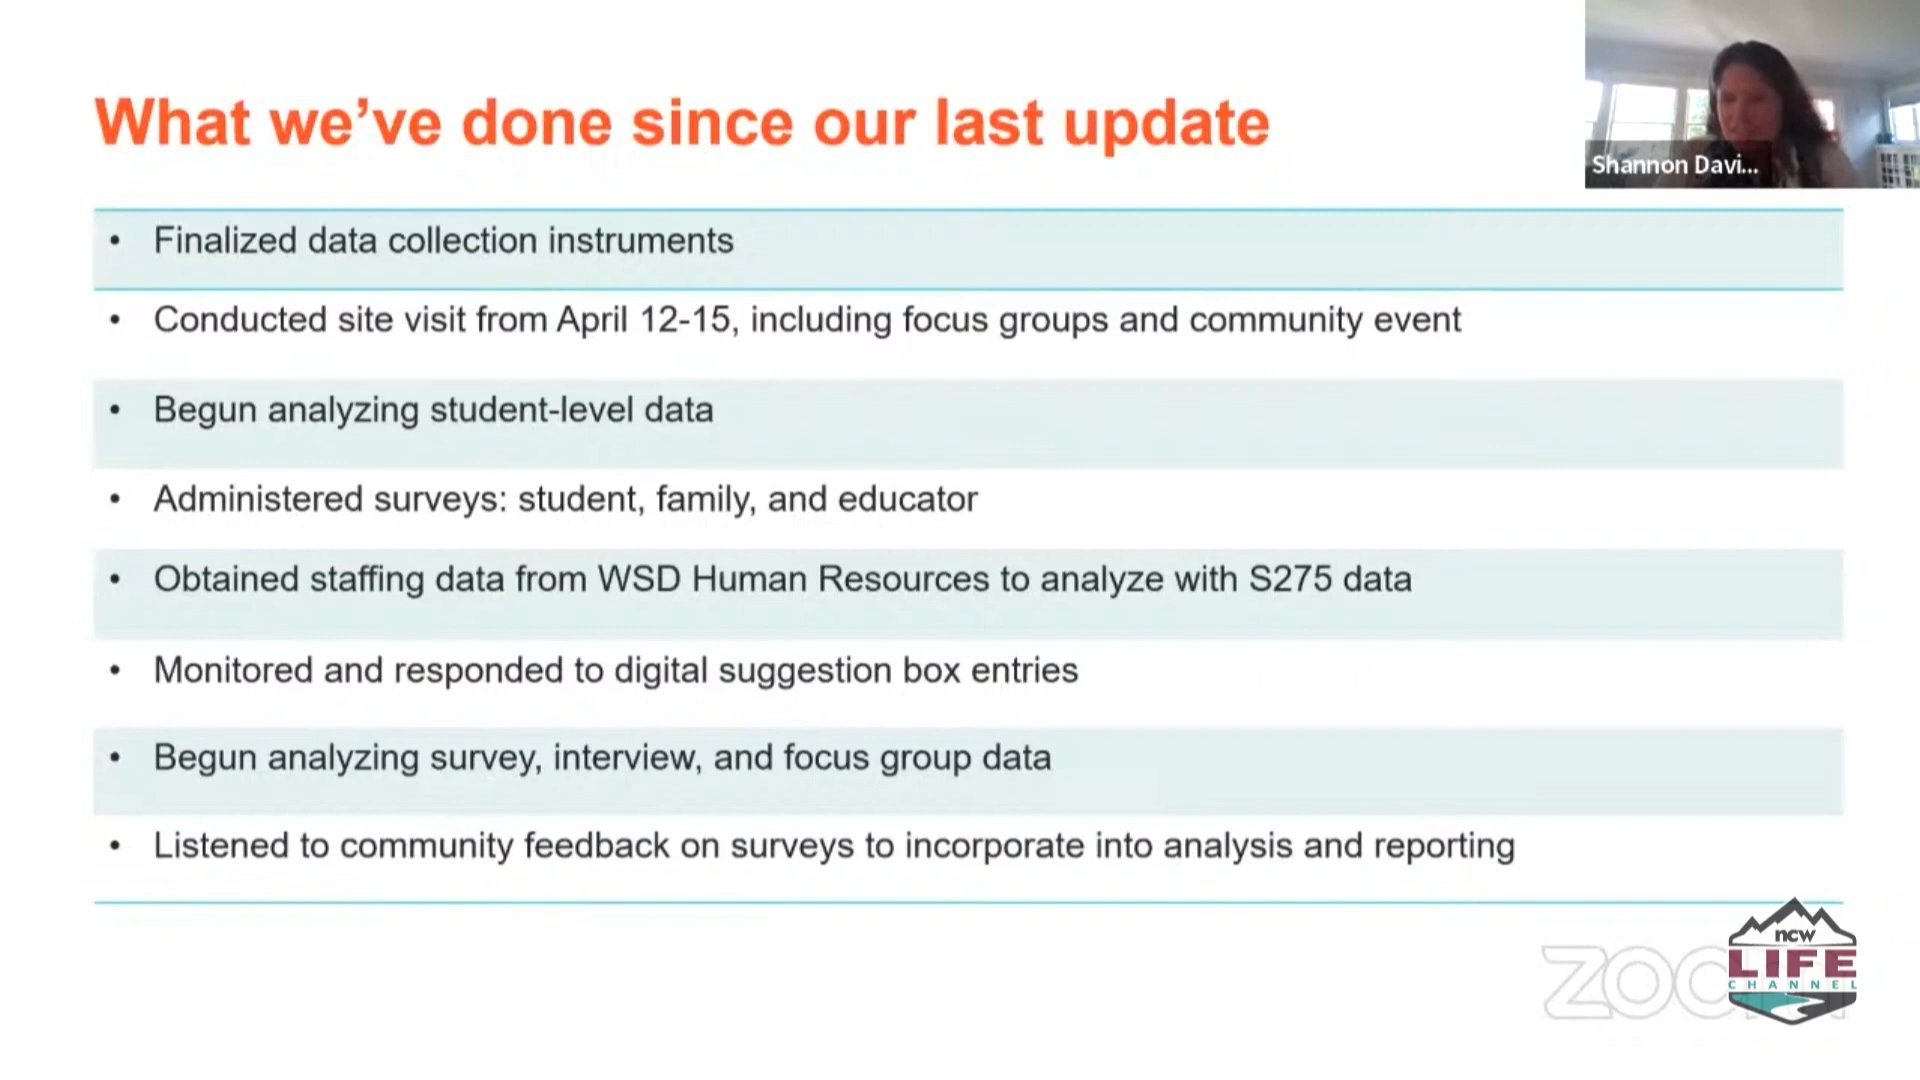 What we've done since our last update
Shannon Davi...
• Finalized data collection instruments
• Conducted site visit from April 12-15, including focus groups and community event
• Begun analyzing student-level data
• Administered surveys: student, family, and educator
• Obtained staffing data from WSD Human Resources to analyze with S275 data
• Monitored and responded to digital suggestion box entries
• Begun analyzing survey, interview, and focus group data
• Listened to community feedback on surveys to incorporate into analysis and reporting
ncw
LIFE
CHANNEL